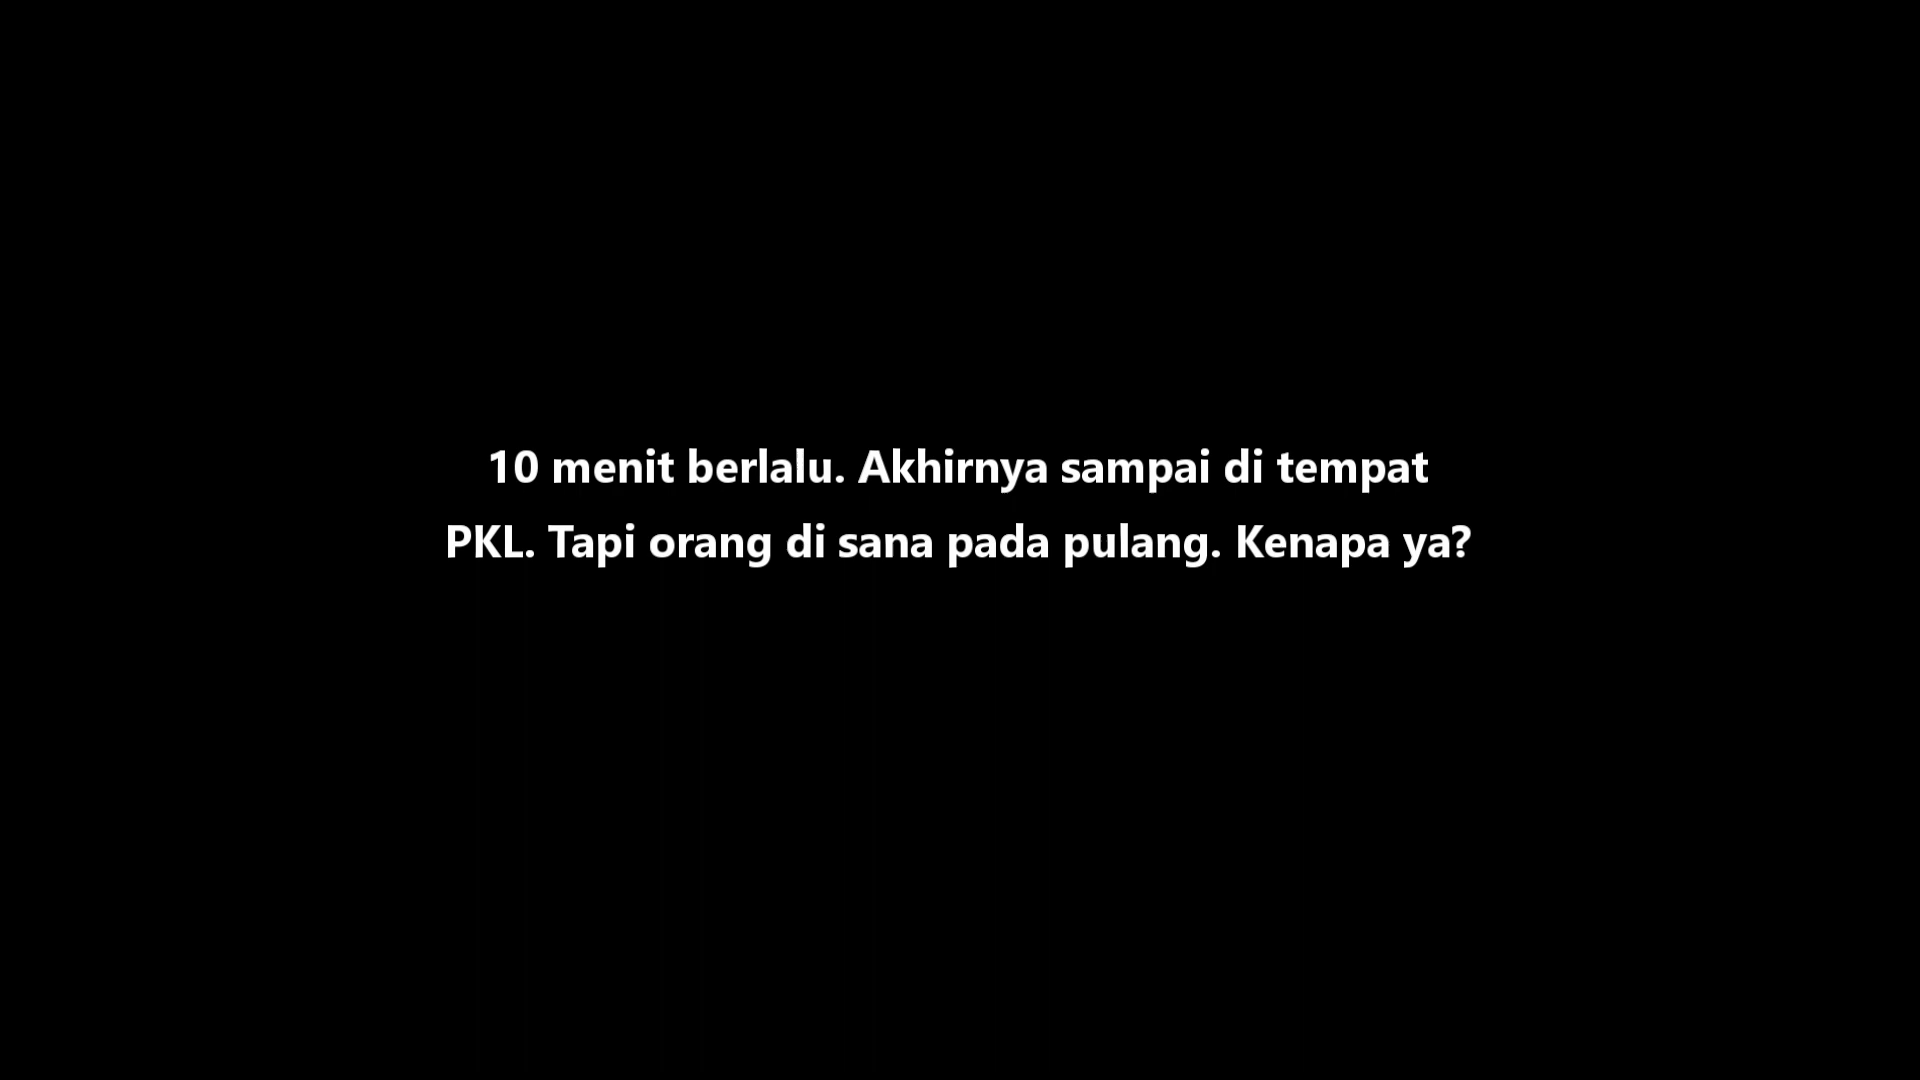 10 menit berlalu. Akhirnya sampai di tempat
PKL. Tapi orang di sana pada pulang. Kenapa ya?